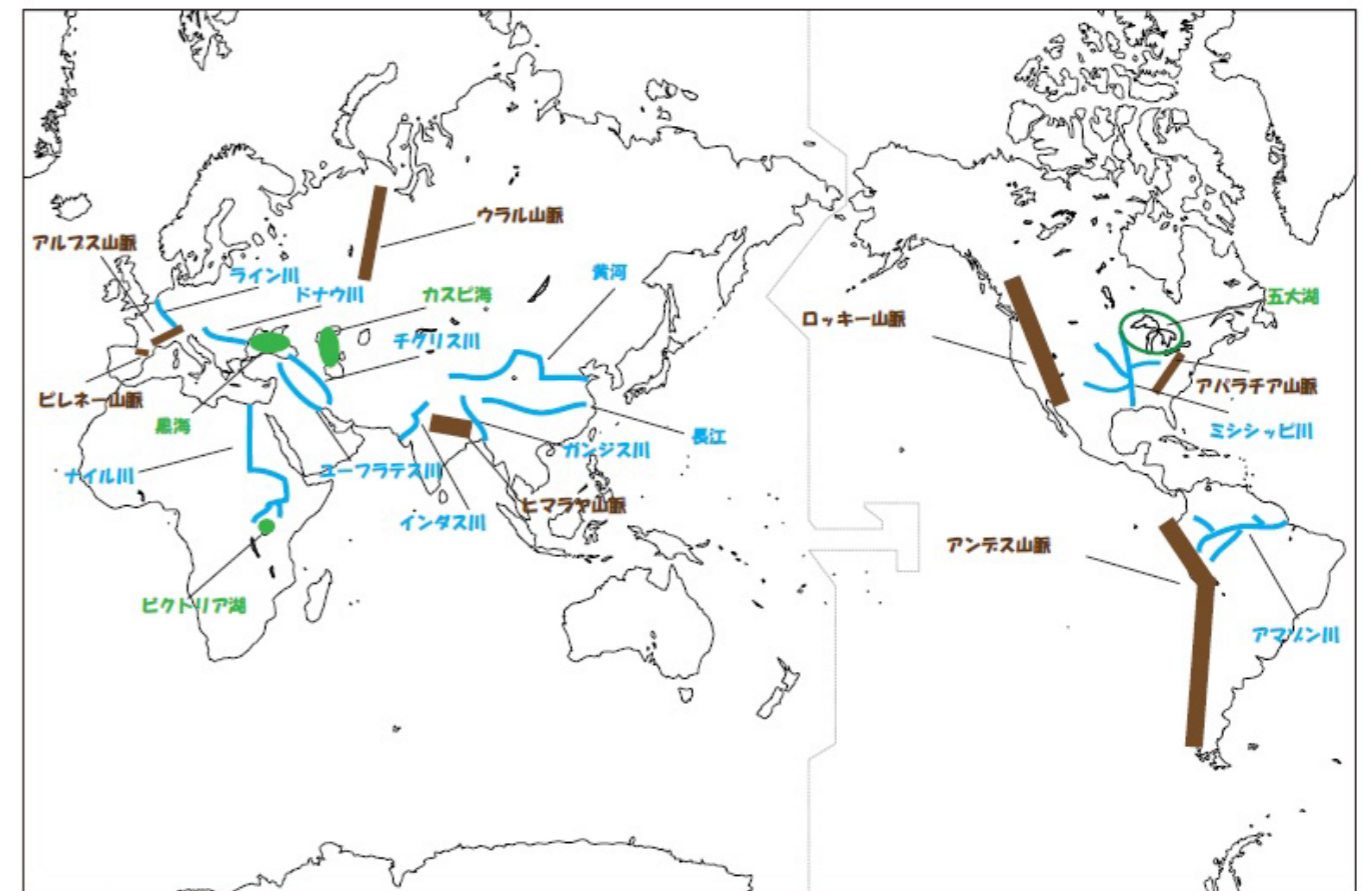 ウラル山脈
アルプス山脈
ライン川
黄河
ドナウ川
カスピ海
五大湖
ロッキー山脈
チグリス川
アパラチア山脈
ピレネー山脈
黒海
ミシシッピ川
長江
ガンジス川
ナイル川
ユーフラテス川
ヒマラヤ山脈
インダス川
アンデス山脈
ビクトリア湖
アマゾン川